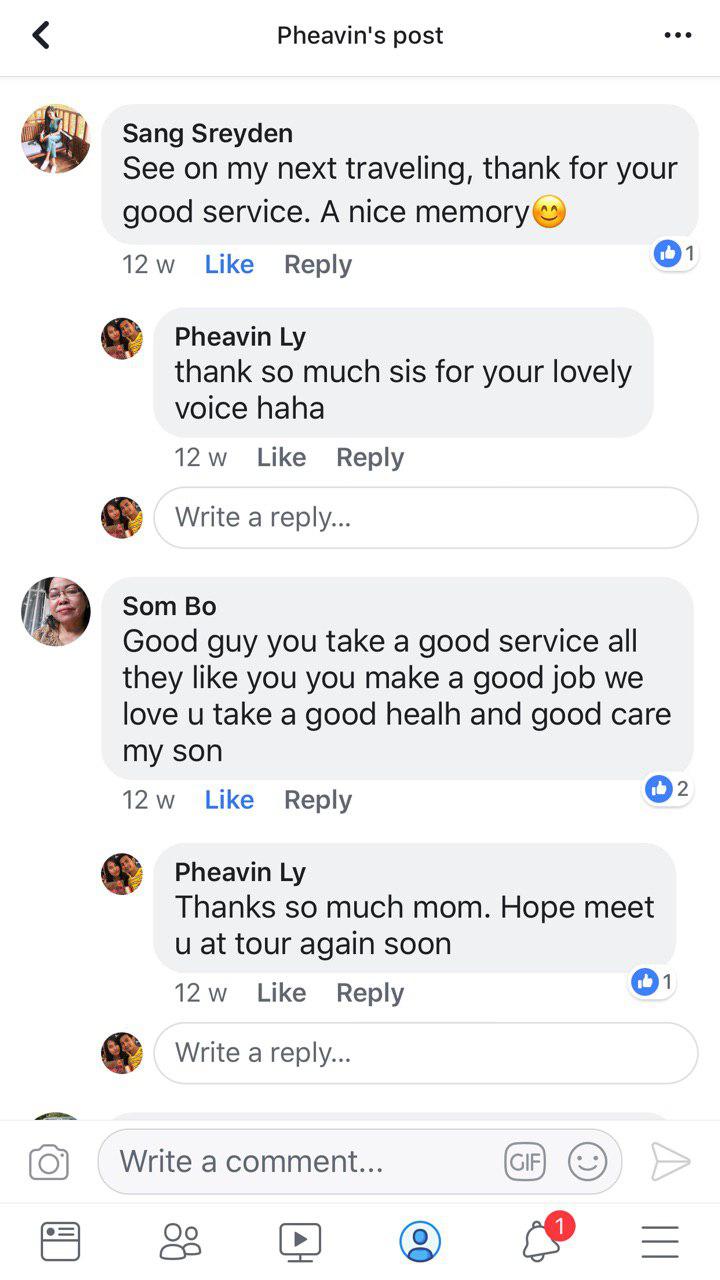 Pheavin's post
Sang Sreyden
See on my next traveling, thank for your
good service. A nice memory😊
12 w Like Reply
1
Pheavin Ly
thank so much sis for your lovely
voice haha
12 w Like Reply
Write a reply...
Som Bo
Good guy you take a good service all
they like you you make a good job we
love u take a good healh and good care
my son
12 w Like Reply
2
Pheavin Ly
Thanks so much mom. Hope meet
u at tour again soon
12 w Like Reply
1
Write a reply...
Write a comment...
GIF
1